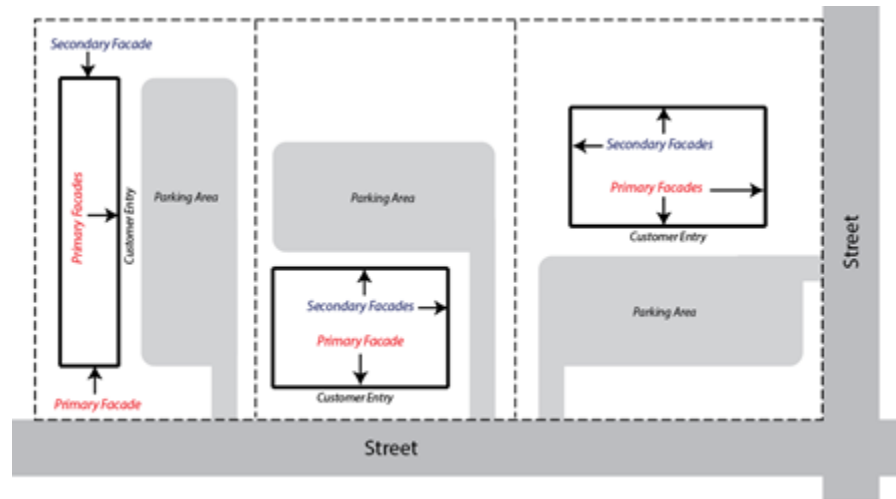 Secondary Facade
Primary Facades
Customer Entry
Parking Area
Primary Facade
Parking Area
Secondary Facades
Primary Facade
Customer Entry
Secondary Facades
Primary Facades
Customer Entry
Parking Area
Street
Street